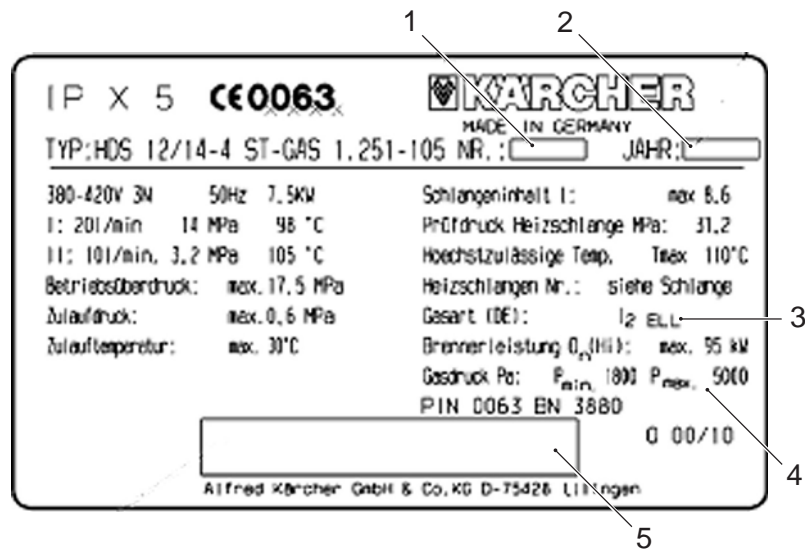 1 2
IP X 5 CE0063 KÄRCHER
MADE IN GERMANY
TYP:HDS 12/14-4 ST-GAS 1.251-105 NR.: JAHR:
380-420V 3N 50Hz 7.5KW
I: 20l/min 14 MPa 98 °C
II: 10l/min, 3,2 MPa 105 °C
Betriebsüberdruck: max. 17,5 MPa
Zulaufdruck: max. 0,6 MPa
Zulauftemperatur: max. 30°C
Schlangeninhalt l: max 8,6
Prüfdruck Heizschlange MPa: 31,2
Hoechstzulässige Temp. Tmax 110°C
Heizschlangen Nr.: siehe Schlange
Gasart (DE): I2 ELL 3
Brennerleistung Qn(Hi): max. 95 kW
Gasdruck Pa: Pmin. 1800 Pmax. 5000
PIN 0063 BN 3880
0 00/10 4
Alfred Kärcher GmbH & Co.KG D-75428 Illingen
5